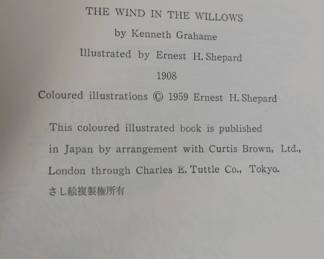 THE WIND IN THE WILLOWS
by Kenneth Grahame
Illustrated by Ernest H. Shepard
1908
Coloured illustrations © 1959 Ernest H. Shepard
This coloured illustrated book is published
in Japan by arrangement with Curtis Brown, Ltd.,
London through Charles E. Tuttle Co., Tokyo.
さし絵複製権所有